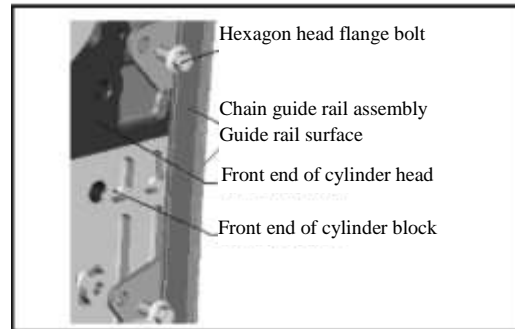 Hexagon head flange bolt
Chain guide rail assembly
Guide rail surface
Front end of cylinder head
Front end of cylinder block